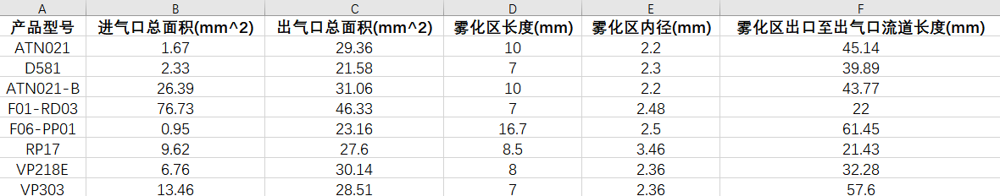 A B C D E F
产品型号 进气口总面积(mm^2) 出气口总面积(mm^2) 雾化区长度(mm) 雾化区内径(mm) 雾化区出口至出气口流道长度(mm)
ATN021 1.67 29.36 10 2.2 45.14
D581 2.33 21.58 7 2.3 39.89
ATN021-B 26.39 31.06 10 2.2 43.77
F01-RD03 76.73 46.33 7 2.48 22
F06-PP01 0.95 23.16 16.7 2.5 61.45
RP17 9.62 27.6 8.5 3.46 21.43
VP218E 6.76 30.14 8 2.36 32.28
VP303 13.46 28.51 7 2.36 57.6